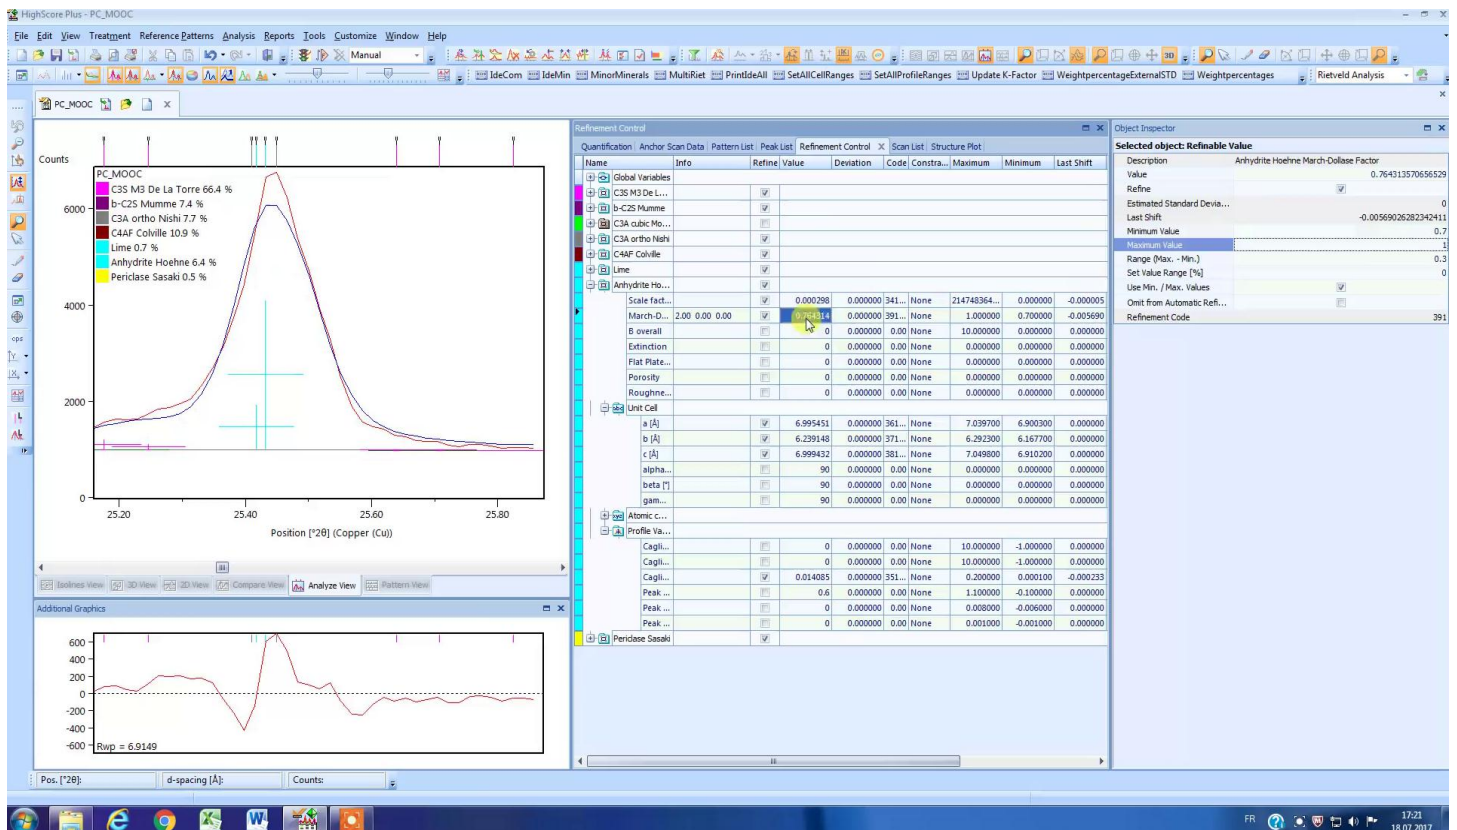 HighScore Plus - PC_MOOC
File Edit View Treatment Reference Patterns Analysis Reports Tools Customize Window Help
Manual
IdeCom IdeMin MinorMinerals MultiRiet PrintIdeAll SetAllCellRanges SetAllProfileRanges Update K-Factor WeightpercentageExternalSTD Weightpercentages Rietveld Analysis
PC_MOOC
Counts
PC_MOOC
C3S M3 De La Torre 66.4 %
b-C2S Mumme 7.4 %
C3A ortho Nishi 7.7 %
C4AF Colville 10.9 %
Lime 0.7 %
Anhydrite Hoehne 6.4 %
Periclase Sasaki 0.5 %
6000
4000
2000
0
25.20 25.40 25.60 25.80
Position [°2θ] (Copper (Cu))
Isolines View 3D View 2D View Compare View Analyze View Pattern View
Additional Graphics
600
400
200
0
-200
-400
-600
Rwp = 6.9149
Pos. [°2θ]: d-spacing [Å]: Counts:
Refinement Control
Quantification Anchor Scan Data Pattern List Peak List Refinement Control X Scan List Structure Plot
Name Info Refine Value Deviation Code Constra... Maximum Minimum Last Shift
Global Variables
C3S M3 De L...
b-C2S Mumme
C3A cubic Mo...
C3A ortho Nishi
C4AF Colville
Lime
Anhydrite Ho...
Scale fact... 0.000298 0.000000 341... None 214748364... 0.000000 -0.000005
March-D... 2.00 0.00 0.00 0.764314 0.000000 391... None 1.000000 0.700000 -0.005690
B overall 0 0.000000 0.00 None 10.000000 0.000000 0.000000
Extinction 0 0.000000 0.00 None 0.000000 0.000000 0.000000
Flat Plate... 0 0.000000 0.00 None 0.000000 0.000000 0.000000
Porosity 0 0.000000 0.00 None 0.000000 0.000000 0.000000
Roughne... 0 0.000000 0.00 None 0.000000 0.000000 0.000000
Unit Cell
a [Å] 6.995451 0.000000 361... None 7.039700 6.900300 0.000000
b [Å] 6.239148 0.000000 371... None 6.292300 6.167700 0.000000
c [Å] 6.999432 0.000000 381... None 7.049800 6.910200 0.000000
alpha... 90 0.000000 0.00 None 0.000000 0.000000 0.000000
beta [°] 90 0.000000 0.00 None 0.000000 0.000000 0.000000
gam... 90 0.000000 0.00 None 0.000000 0.000000 0.000000
Atomic c...
Profile Va...
Cagli... 0 0.000000 0.00 None 10.000000 -1.000000 0.000000
Cagli... 0 0.000000 0.00 None 10.000000 -1.000000 0.000000
Cagli... 0.014085 0.000000 351... None 0.200000 0.000100 -0.000233
Peak ... 0.6 0.000000 0.00 None 1.100000 -0.100000 0.000000
Peak ... 0 0.000000 0.00 None 0.008000 -0.006000 0.000000
Peak ... 0 0.000000 0.00 None 0.001000 -0.001000 0.000000
Periclase Sasaki
Object Inspector
Selected object: Refinable Value
Description Anhydrite Hoehne March-Dollase Factor
Value 0.764313570656529
Refine
Estimated Standard Devia... 0
Last Shift -0.00569026282342411
Minimum Value 0.7
Maximum Value 1
Range (Max. - Min.) 0.3
Set Value Range [%] 0
Use Min. / Max. Values
Omit from Automatic Refi...
Refinement Code 391
FR 17:21
18.07.2017